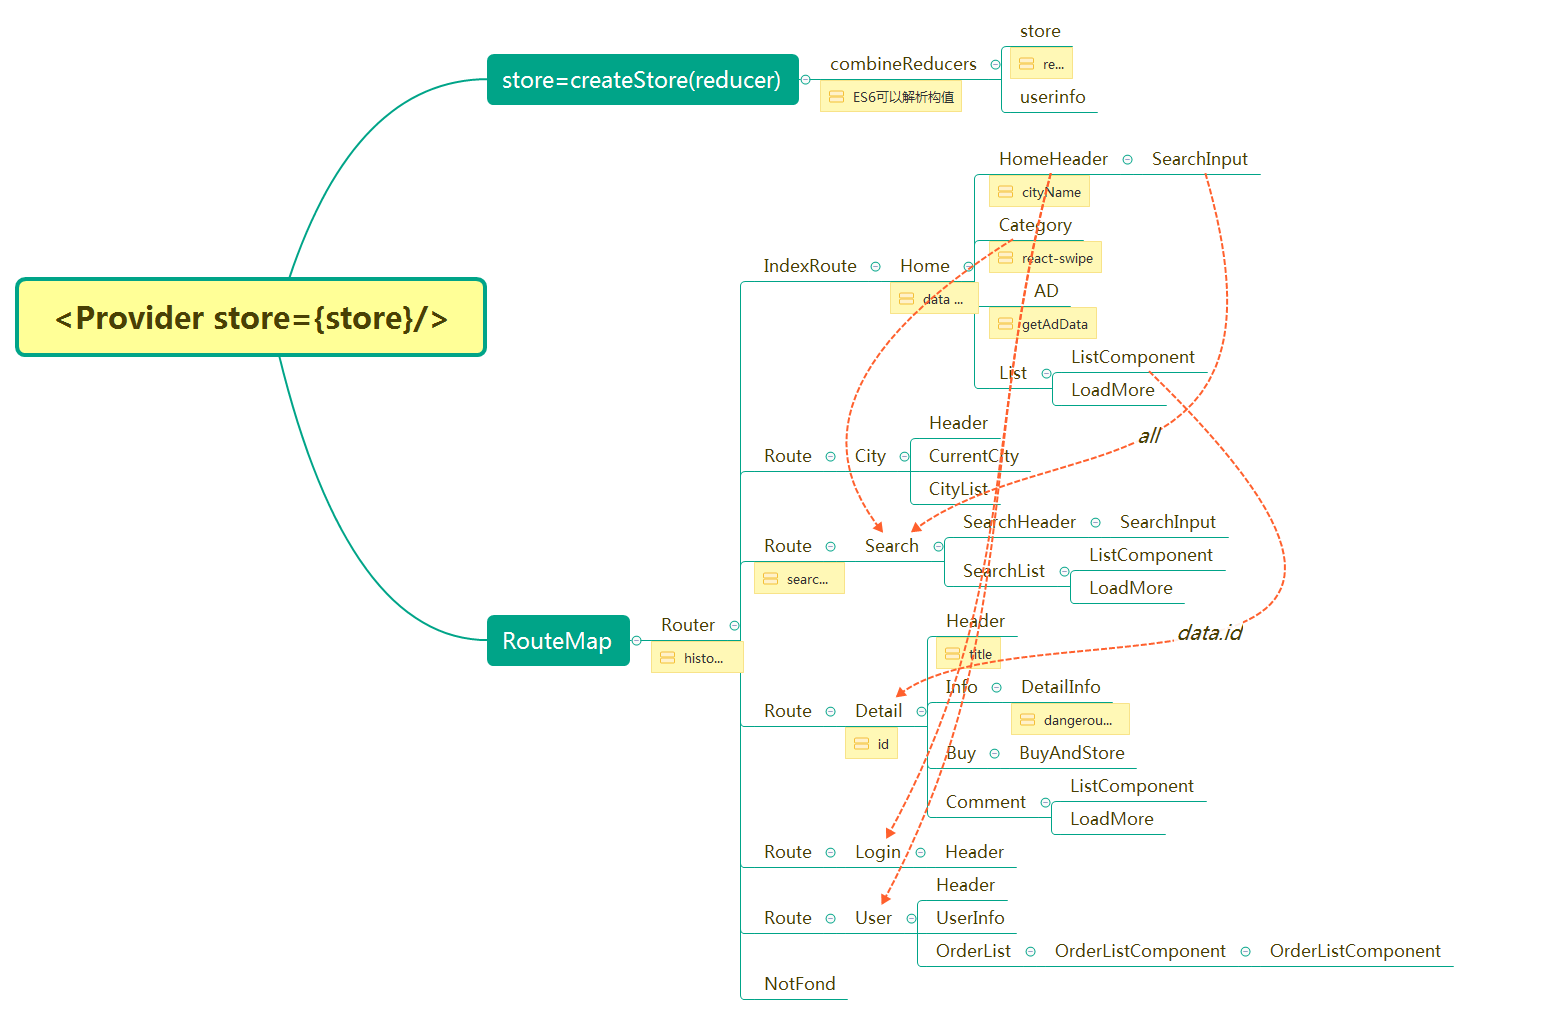 <Provider store={store}/>
store=createStore(reducer)
combineReducers
ES6可以解析构值
store
re...
userinfo
RouteMap
Router
histo...
IndexRoute
Home
data ...
HomeHeader
SearchInput
cityName
Category
react-swipe
AD
getAdData
List
ListComponent
LoadMore
all
Route
City
Header
CurrentCity
CityList
Route
Search
searc...
SearchHeader
SearchInput
SearchList
ListComponent
LoadMore
data.id
Route
Detail
id
Header
title
Info
DetailInfo
dangerou...
Buy
BuyAndStore
Comment
ListComponent
LoadMore
Route
Login
Header
Route
User
Header
UserInfo
OrderList
OrderListComponent
OrderListComponent
NotFond